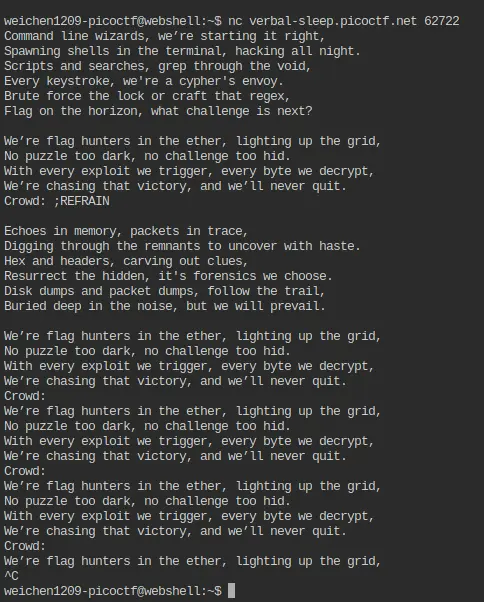 weichen1209-picoctf@webshell:~$ nc verbal-sleep.picoctf.net 62722
Command line wizards, we’re starting it right,
Spawning shells in the terminal, hacking all night.
Scripts and searches, grep through the void,
Every keystroke, we're a cypher's envoy.
Brute force the lock or craft that regex,
Flag on the horizon, what challenge is next?

We’re flag hunters in the ether, lighting up the grid,
No puzzle too dark, no challenge too hid.
With every exploit we trigger, every byte we decrypt,
We’re chasing that victory, and we’ll never quit.
Crowd: ;REFRAIN

Echoes in memory, packets in trace,
Digging through the remnants to uncover with haste.
Hex and headers, carving out clues,
Resurrect the hidden, it's forensics we choose.
Disk dumps and packet dumps, follow the trail,
Buried deep in the noise, but we will prevail.

We’re flag hunters in the ether, lighting up the grid,
No puzzle too dark, no challenge too hid.
With every exploit we trigger, every byte we decrypt,
We’re chasing that victory, and we’ll never quit.
Crowd:
We’re flag hunters in the ether, lighting up the grid,
No puzzle too dark, no challenge too hid.
With every exploit we trigger, every byte we decrypt,
We’re chasing that victory, and we’ll never quit.
Crowd:
We’re flag hunters in the ether, lighting up the grid,
No puzzle too dark, no challenge too hid.
With every exploit we trigger, every byte we decrypt,
We’re chasing that victory, and we’ll never quit.
Crowd:
We’re flag hunters in the ether, lighting up the grid,
^C
weichen1209-picoctf@webshell:~$